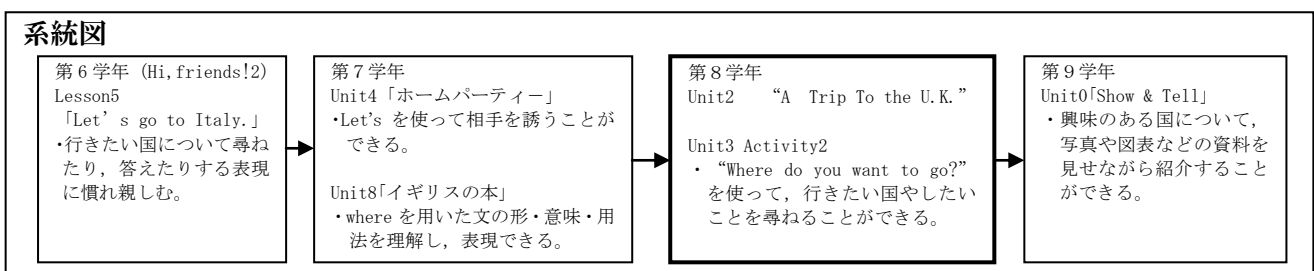 系統図
第６学年 (Hi,friends!2)
Lesson5
「Let’s go to Italy.」
・行きたい国について尋ね
たり，答えたりする表現
に慣れ親しむ。
第７学年
Unit4「ホームパーティー」
・Let's を使って相手を誘うことが
できる。
Unit8「イギリスの本」
・where を用いた文の形・意味・用
法を理解し，表現できる。
第８学年
Unit2 “A Trip To the U.K.”
Unit3 Activity2
・ “Where do you want to go?”
を使って，行きたい国やしたい
ことを尋ねることができる。
第９学年
Unit0「Show & Tell」
・興味のある国について，
写真や図表などの資料を
見せながら紹介すること
ができる。